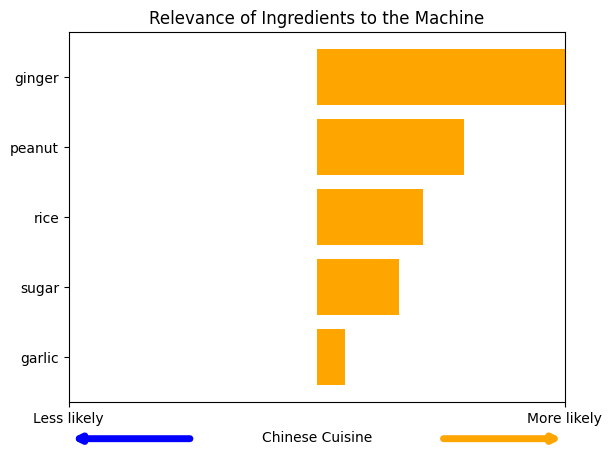 Relevance of Ingredients to the Machine
ginger
peanut
rice
sugar
garlic
Less likely
More likely
Chinese Cuisine